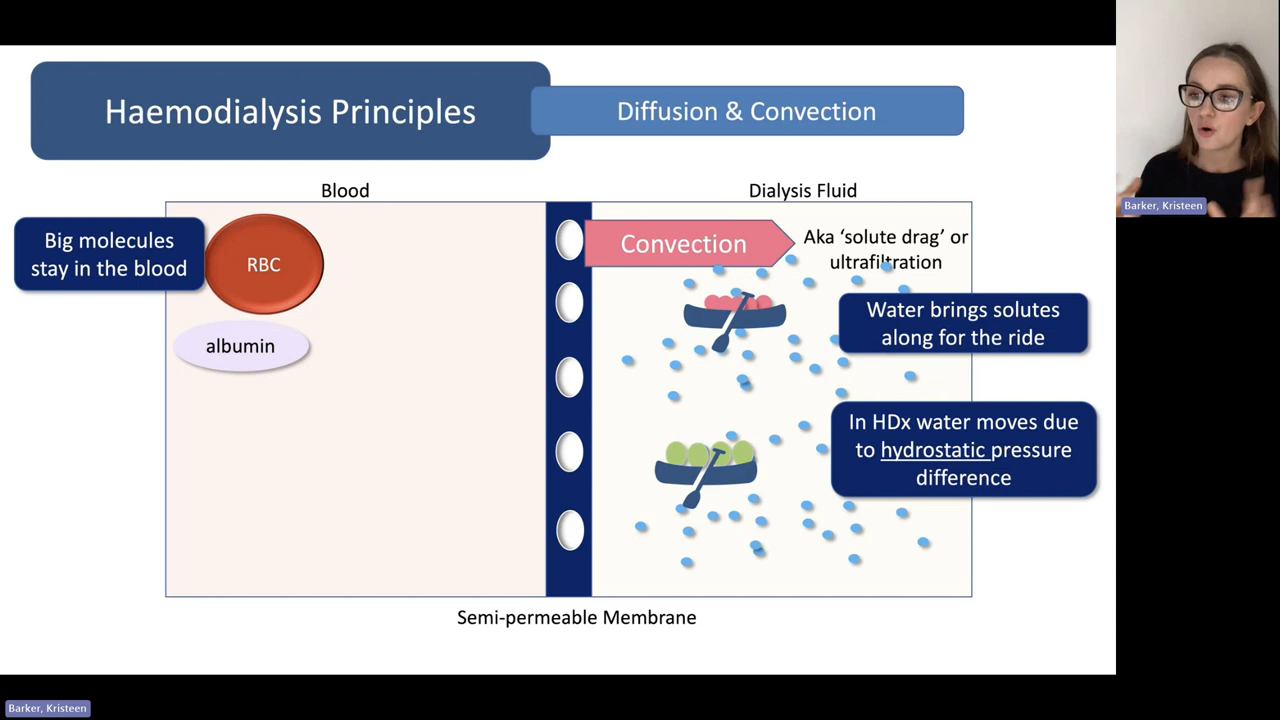 Haemodialysis Principles
Diffusion & Convection
Blood
Dialysis Fluid
Big molecules
stay in the blood
RBC
albumin
Convection
Aka ‘solute drag’ or
ultrafiltration
Water brings solutes
along for the ride
In HDx water moves due
to hydrostatic pressure
difference
Semi-permeable Membrane
Barker, Kristeen
Barker, Kristeen